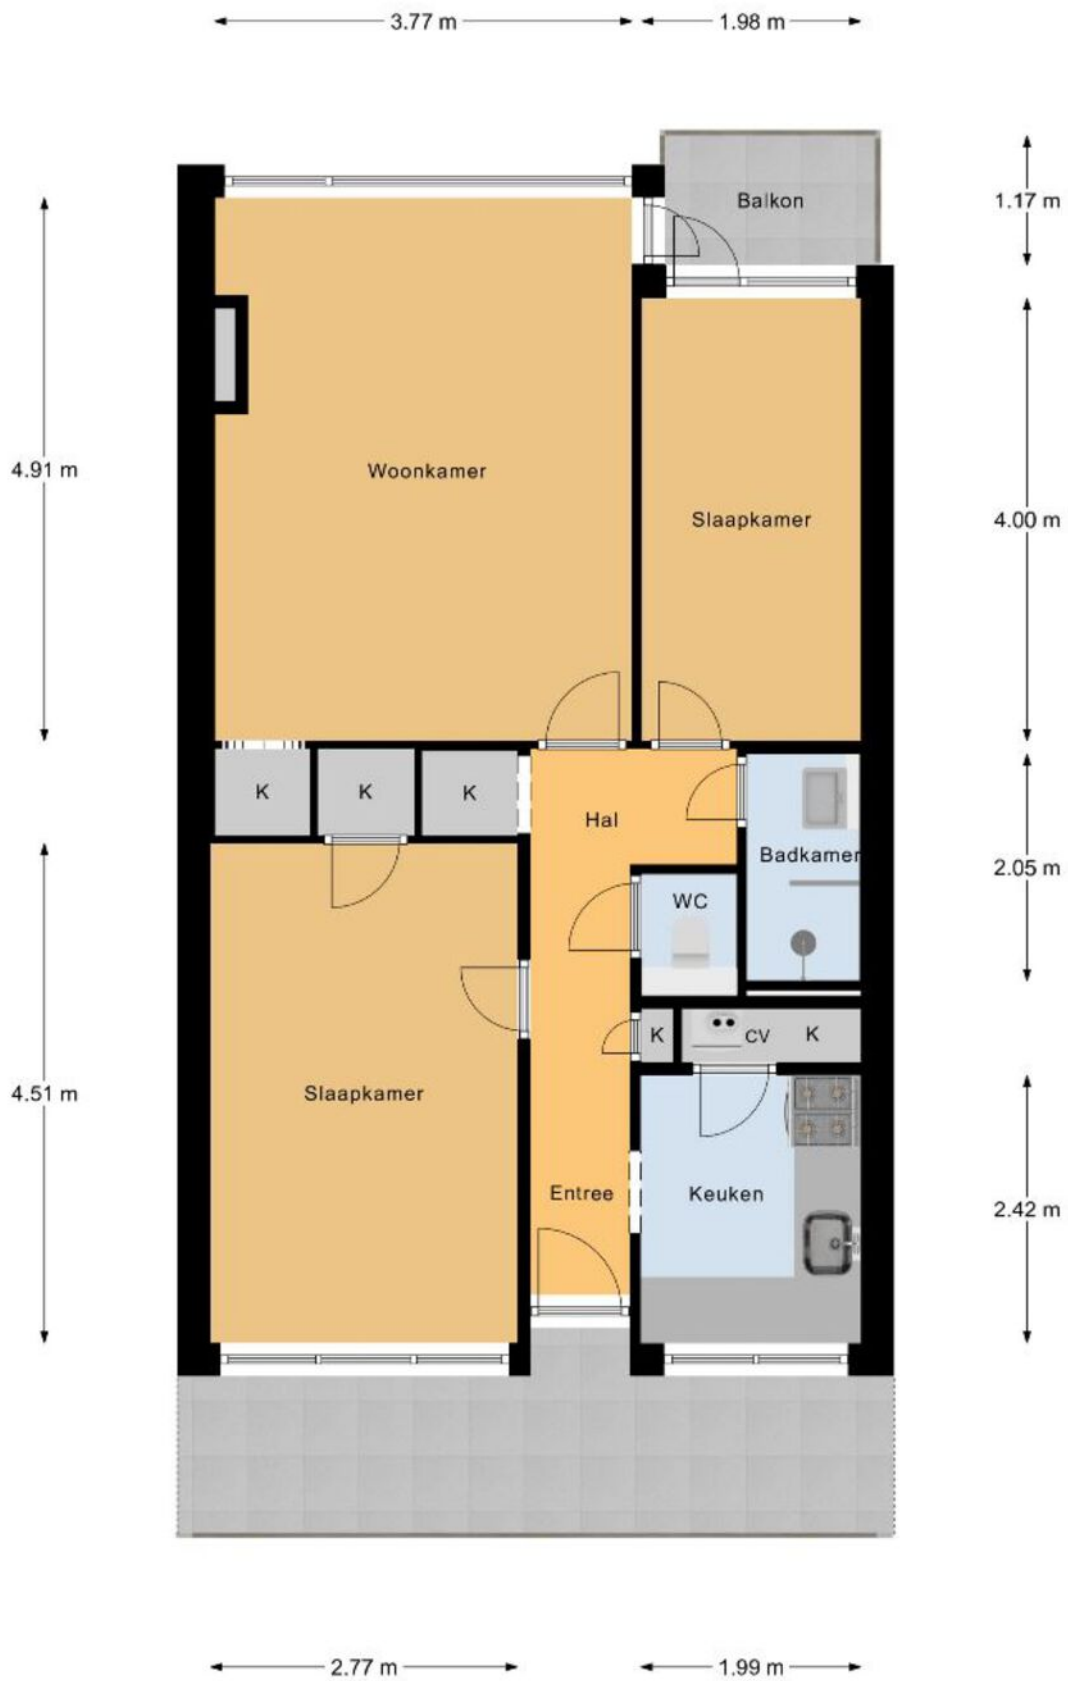 3.77 m
1.98 m
1.17 m
Balkon
4.91 m
Woonkamer
Slaapkamer
4.00 m
K
K
K
Hal
Badkamer
2.05 m
WC
K
CV
K
4.51 m
Slaapkamer
Entree
Keuken
2.42 m
2.77 m
1.99 m